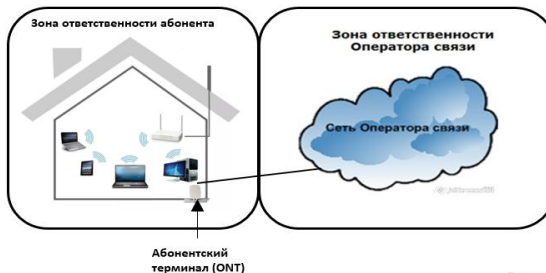 Зона ответственности абонента
Зона ответственности
Оператора связи
Сеть Оператора связи
Абонентский
терминал (ONT)